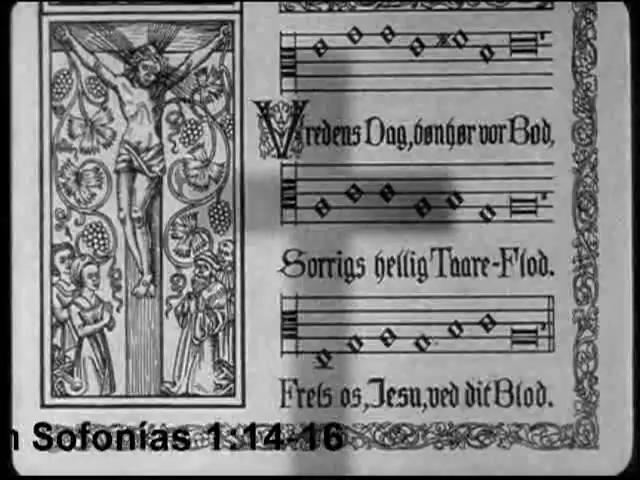 Vredens Dag, bønhør vor Bod,
Sorrigs hellig Taare-Flod.
Frels os, Jesu, ved dit Blod.
Sofonías 1:14-16